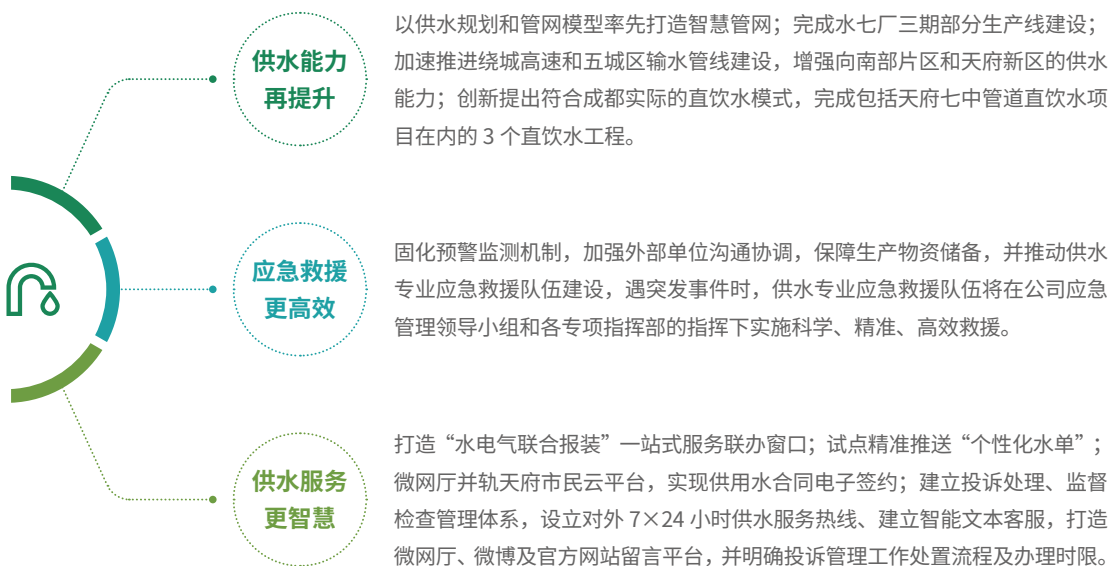 供水能力
再提升
以供水规划和管网模型率先打造智慧管网；完成水七厂三期部分生产线建设；
加速推进绕城高速和五城区输水管线建设，增强向南部片区和天府新区的供水
能力；创新提出符合成都实际的直饮水模式，完成包括天府七中管道直饮水项
目在内的 3 个直饮水工程。
应急救援
更高效
固化预警监测机制，加强外部单位沟通协调，保障生产物资储备，并推动供水
专业应急救援队伍建设，遇突发事件时，供水专业应急救援队伍将在公司应急
管理领导小组和各专项指挥部的指挥下实施科学、精准、高效救援。
供水服务
更智慧
打造“水电气联合报装”一站式服务联办窗口；试点精准推送“个性化水单”；
微网厅并轨天府市民云平台，实现供用水合同电子签约；建立投诉处理、监督
检查管理体系，设立对外 7×24 小时供水服务热线、建立智能文本客服，打造
微网厅、微博及官方网站留言平台，并明确投诉管理工作处置流程及办理时限。